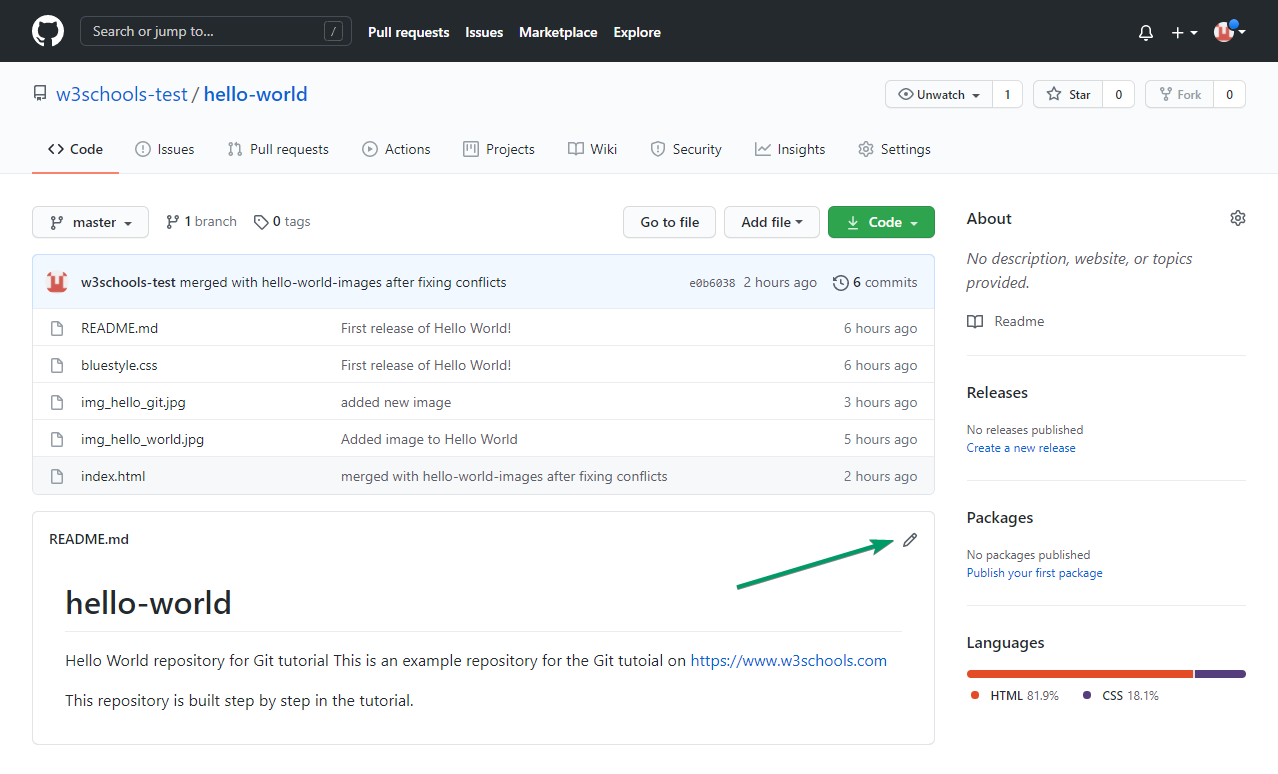 Search or jump to... / Pull requests Issues Marketplace Explore
w3schools-test / hello-world Unwatch 1 Star 0 Fork 0
Code Issues Pull requests Actions Projects Wiki Security Insights Settings
master 1 branch 0 tags Go to file Add file Code
w3schools-test merged with hello-world-images after fixing conflicts e0b6038 2 hours ago 6 commits
README.md First release of Hello World! 6 hours ago
bluestyle.css First release of Hello World! 6 hours ago
img_hello_git.jpg added new image 3 hours ago
img_hello_world.jpg Added image to Hello World 5 hours ago
index.html merged with hello-world-images after fixing conflicts 2 hours ago
README.md
hello-world
Hello World repository for Git tutorial This is an example repository for the Git tutoial on https://www.w3schools.com
This repository is built step by step in the tutorial.
About
No description, website, or topics
provided.
Readme
Releases
No releases published
Create a new release
Packages
No packages published
Publish your first package
Languages
HTML 81.9% CSS 18.1%